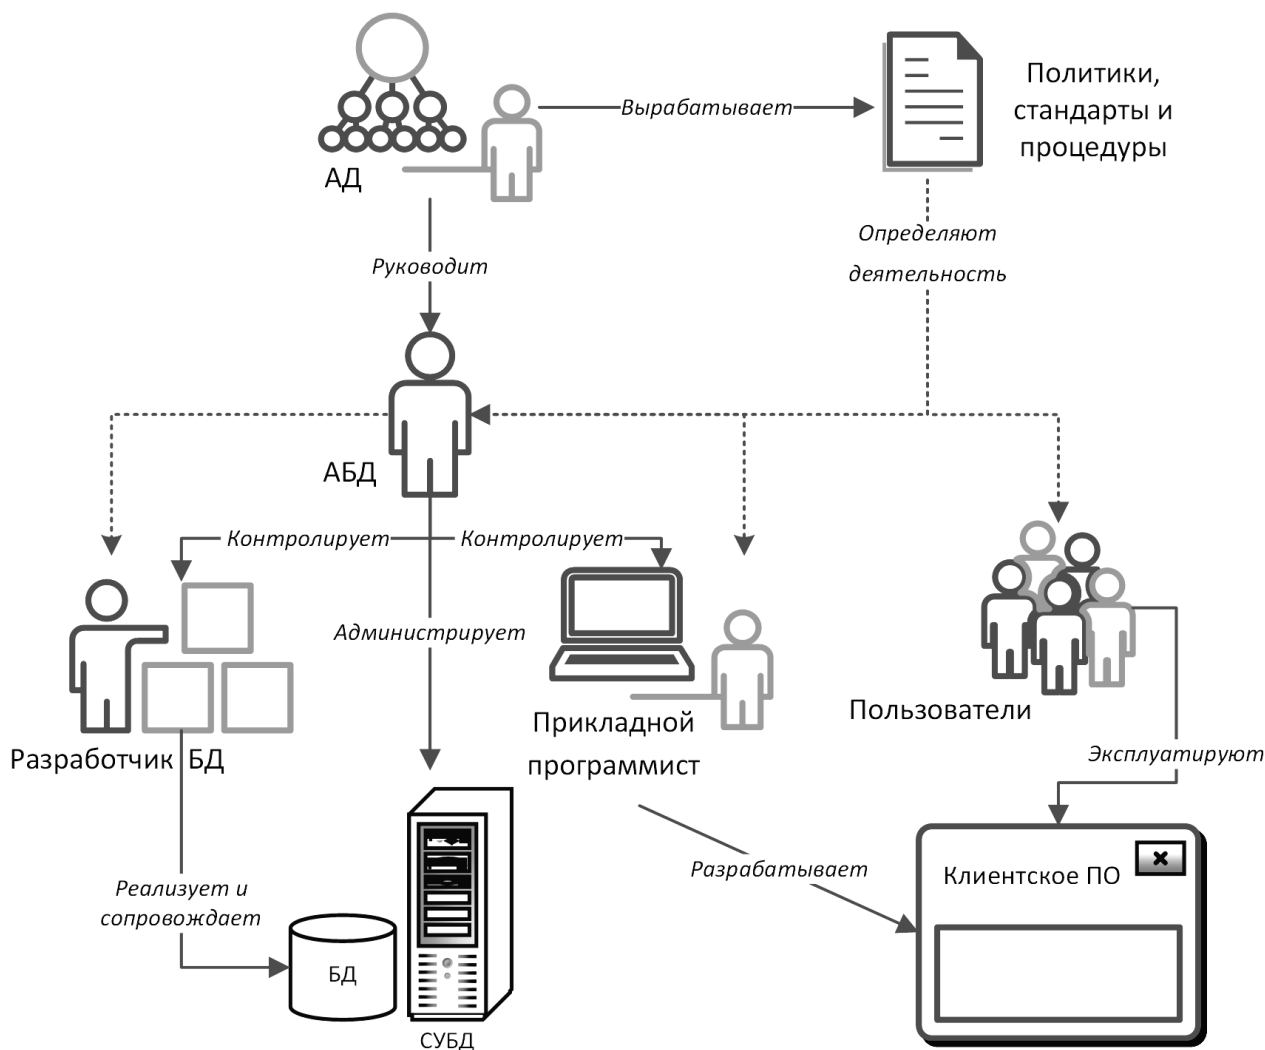 АД
Вырабатывает
Политики,
стандарты и
процедуры
Руководит
Определяют
деятельность
АБД
Контролирует
Контролирует
Администрирует
Разработчик БД
Прикладной
программист
Пользователи
Эксплуатируют
Реализует и
сопровождает
Разрабатывает
Клиентское ПО
БД
СУБД